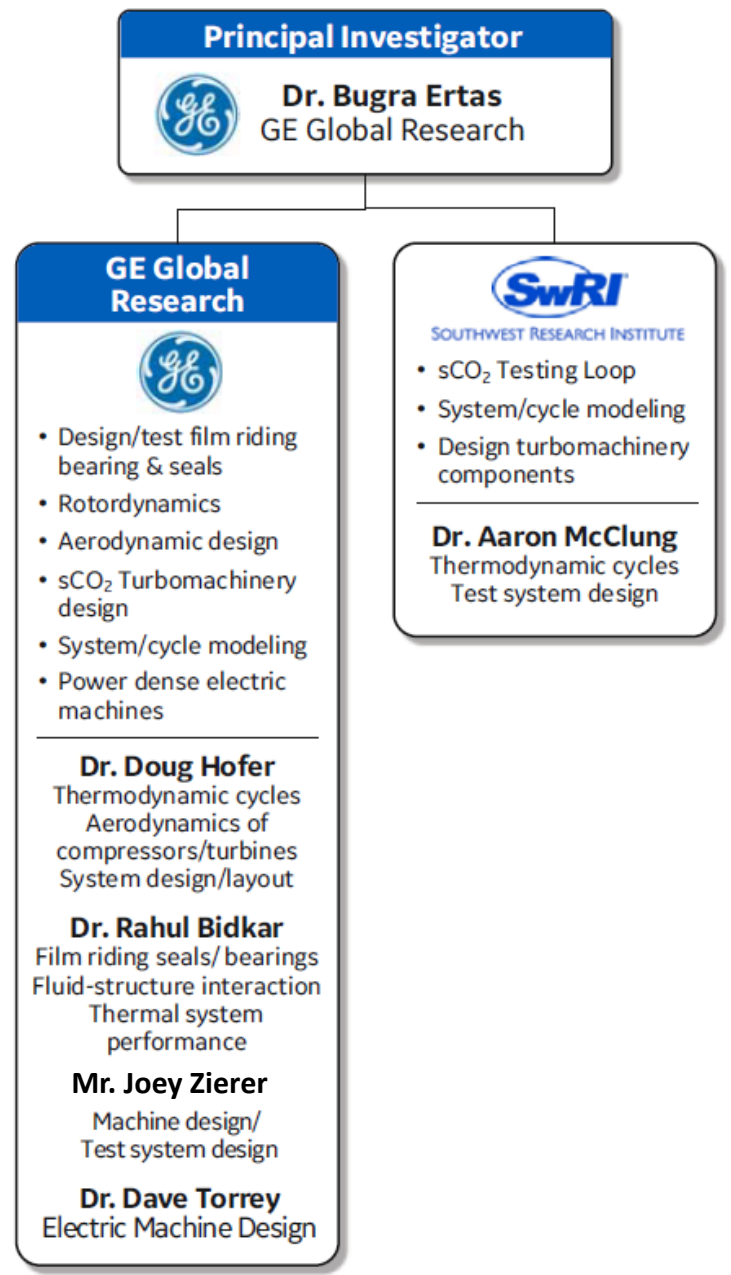 Principal Investigator
GE
Dr. Bugra Ertas
GE Global Research
GE Global
Research
GE
• Design/test film riding
bearing & seals
• Rotordynamics
• Aerodynamic design
• sCO₂ Turbomachinery
design
• System/cycle modeling
• Power dense electric
machines
Dr. Doug Hofer
Thermodynamic cycles
Aerodynamics of
compressors/turbines
System design/layout
Dr. Rahul Bidkar
Film riding seals/ bearings
Fluid-structure interaction
Thermal system
performance
Mr. Joey Zierer
Machine design/
Test system design
Dr. Dave Torrey
Electric Machine Design
SwRI
SOUTHWEST RESEARCH INSTITUTE
• sCO₂ Testing Loop
• System/cycle modeling
• Design turbomachinery
components
Dr. Aaron McClung
Thermodynamic cycles
Test system design